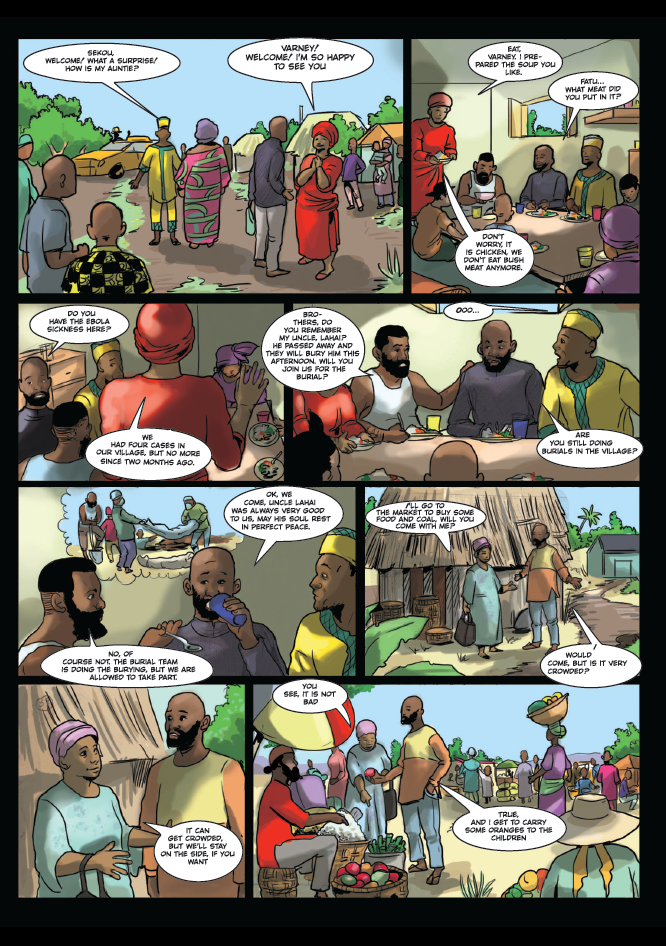 SEKOU,
WELCOME! WHAT A SURPRISE!
HOW IS MY AUNTIE?
VARNEY!
WELCOME! I'M SO HAPPY
TO SEE YOU
EAT,
VARNEY. I PRE-
PARED THE SOUP YOU
LIKE.
FATU...
WHAT MEAT DID
YOU PUT IN IT?
DON'T
WORRY, IT
IS CHICKEN, WE
DON'T EAT BUSH
MEAT ANYMORE.
DO YOU
HAVE THE EBOLA
SICKNESS HERE?
WE
HAD FOUR CASES IN
OUR VILLAGE, BUT NO MORE
SINCE TWO MONTHS AGO.
BRO-
THERS, DO
YOU REMEMBER
MY UNCLE, LAHAI?
HE PASSED AWAY AND
THEY WILL BURY HIM THIS
AFTERNOON. WILL YOU
JOIN US FOR THE
BURIAL?
OOO...
ARE
YOU STILL DOING
BURIALS IN THE VILLAGE?
NO, OF
COURSE NOT. THE BURIAL TEAM
IS DOING THE BURYING, BUT WE ARE
ALLOWED TO TAKE PART.
OK, WE
COME, UNCLE LAHAI
WAS ALWAYS VERY GOOD
TO US, MAY HIS SOUL REST
IN PERFECT PEACE.
I'LL GO TO
THE MARKET TO BUY SOME
FOOD AND COAL, WILL YOU
COME WITH ME?
WOULD
COME, BUT IS IT VERY
CROWDED?
IT CAN
GET CROWDED,
BUT WE'LL STAY
ON THE SIDE, IF YOU
WANT
YOU
SEE, IT IS NOT
BAD
TRUE,
AND I GET TO CARRY
SOME ORANGES TO THE
CHILDREN